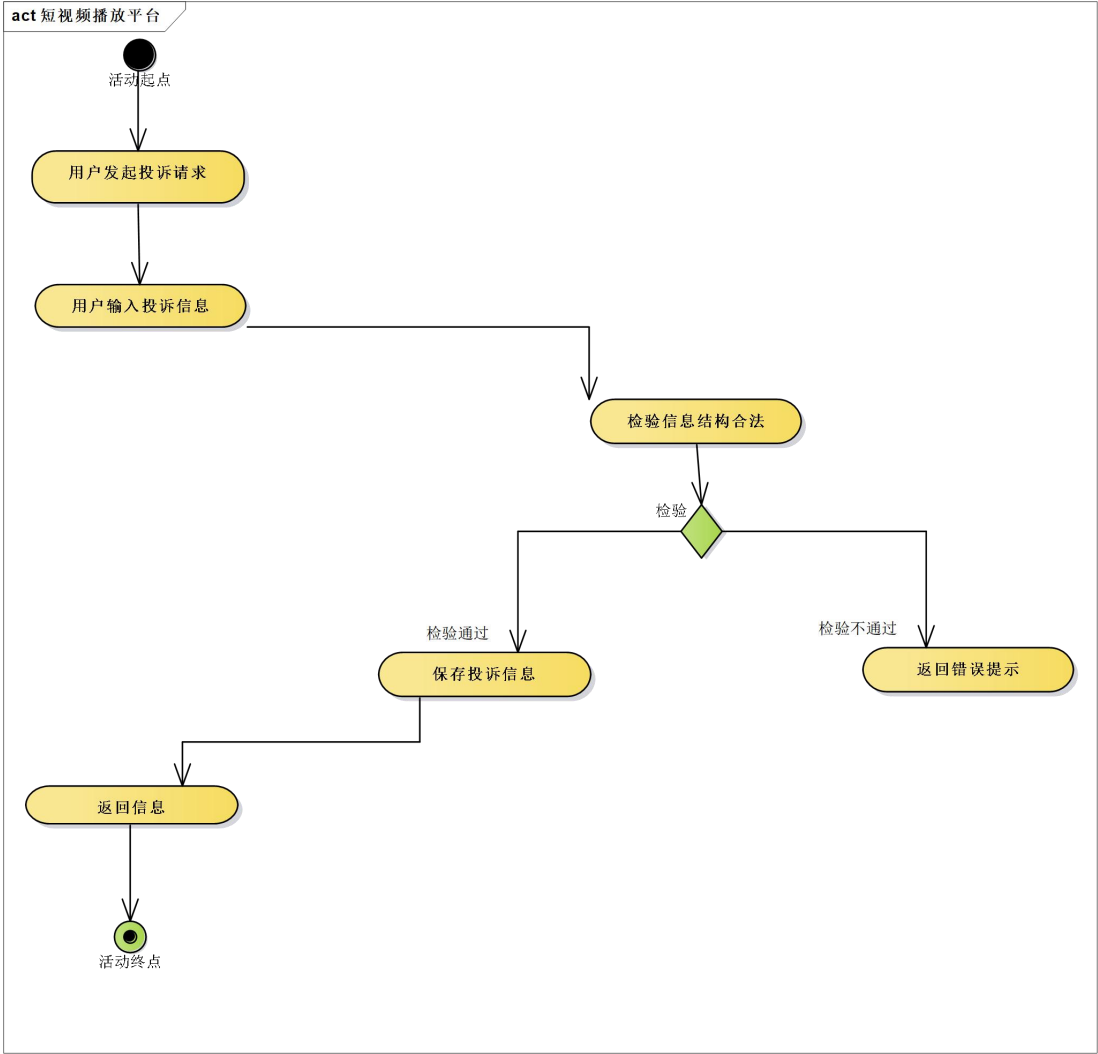 act 短视频播放平台
活动起点
用户发起投诉请求
用户输入投诉信息
检验信息结构合法
检验
检验通过
检验不通过
保存投诉信息
返回错误提示
返回信息
活动终点